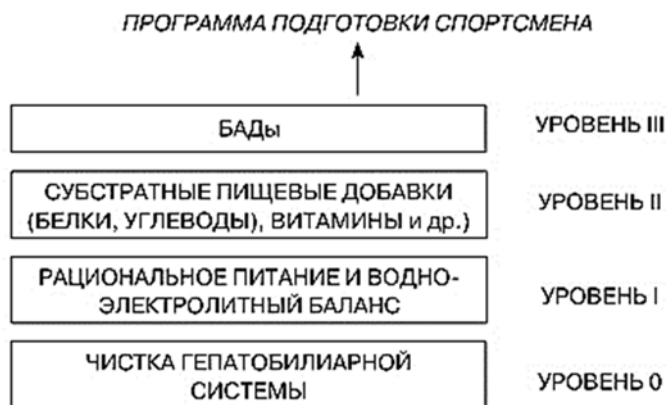 ПРОГРАММА ПОДГОТОВКИ СПОРТСМЕНА
БАДы УРОВЕНЬ III
СУБСТРАТНЫЕ ПИЩЕВЫЕ ДОБАВКИ
(БЕЛКИ, УГЛЕВОДЫ), ВИТАМИНЫ и др.) УРОВЕНЬ II
РАЦИОНАЛЬНОЕ ПИТАНИЕ И ВОДНО-
ЭЛЕКТРОЛИТНЫЙ БАЛАНС УРОВЕНЬ I
ЧИСТКА ГЕПАТОБИЛИАРНОЙ
СИСТЕМЫ УРОВЕНЬ 0